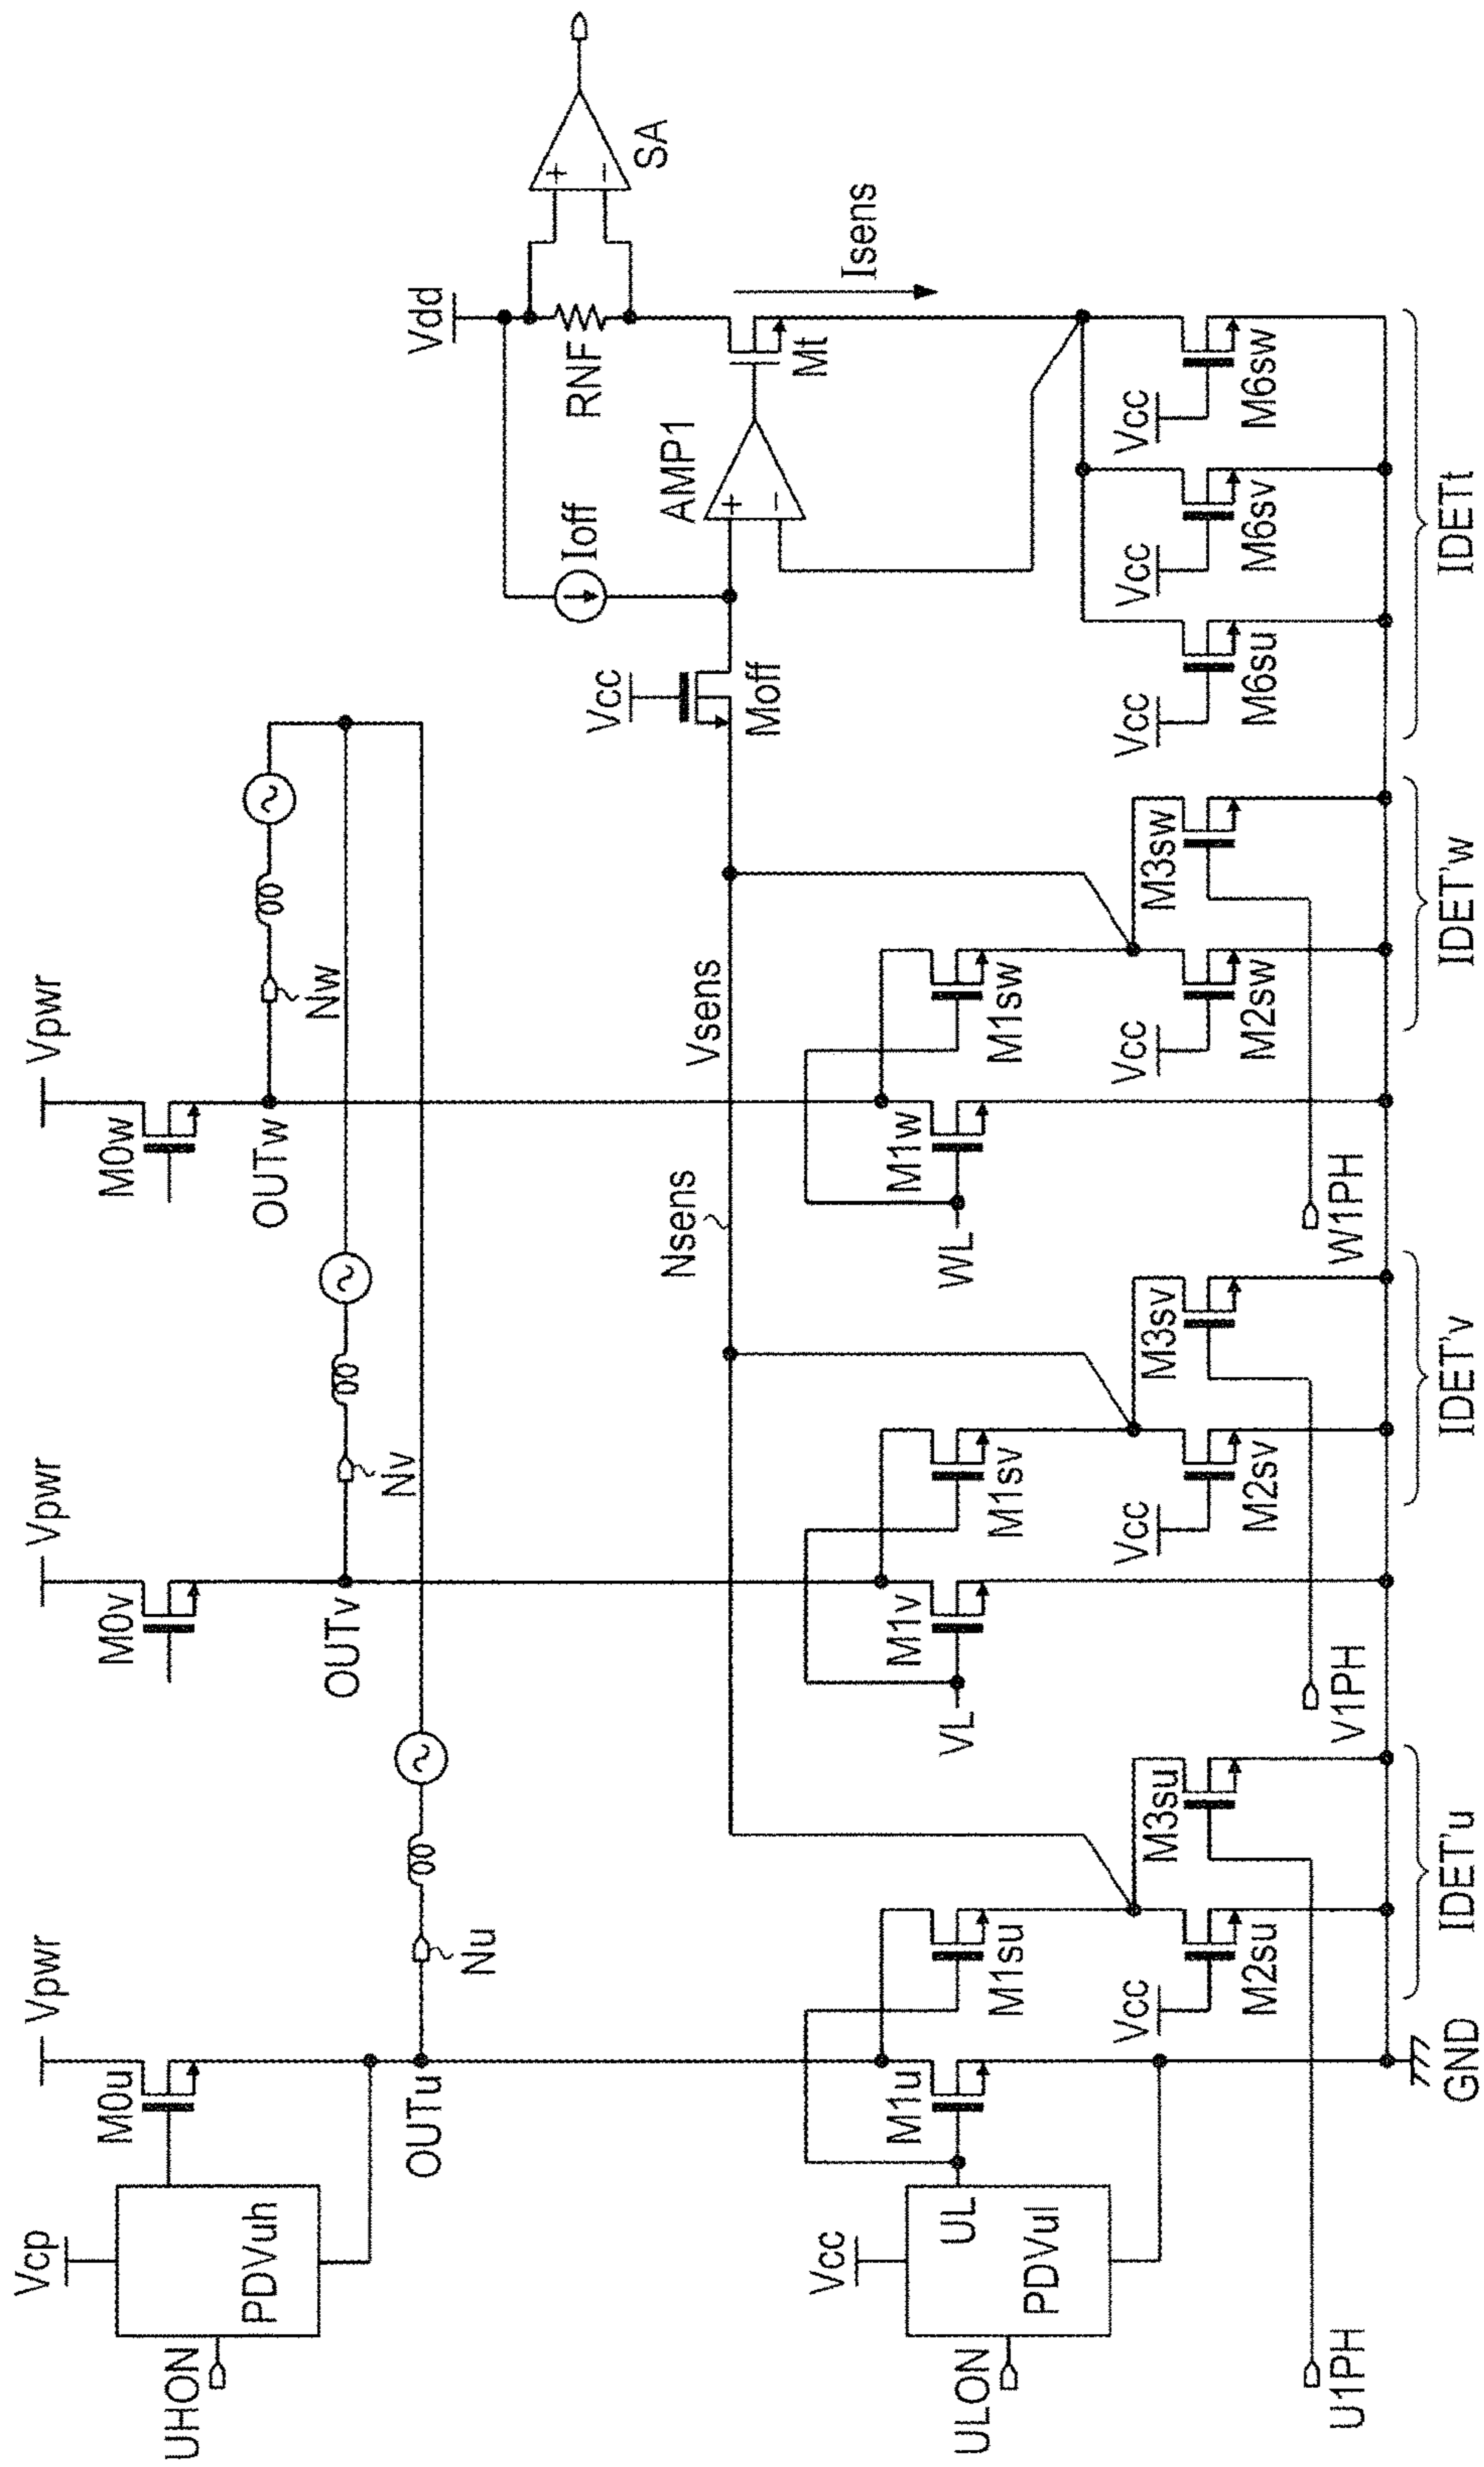 Vcp
UHON
PDVuh
M0u
Vpwr
OUTu
Nu
M0v
Vpwr
OUTv
Nv
M0w
Vpwr
OUTw
Nw
Vdd
RNF
+
−
SA
Ioff
AMP1
+
−
Mt
Isens
Vcc
Moff
Nsens
Vsens
Vcc
ULON
UL
PDVul
M1u
M1su
Vcc
M2su
M3su
VL
M1v
M1sv
Vcc
M2sv
M3sv
WL
M1w
M1sw
Vcc
M2sw
M3sw
Vcc
M6su
Vcc
M6sv
Vcc
M6sw
U1PH
V1PH
W1PH
GND
IDET'u
IDET'v
IDET'w
IDETt